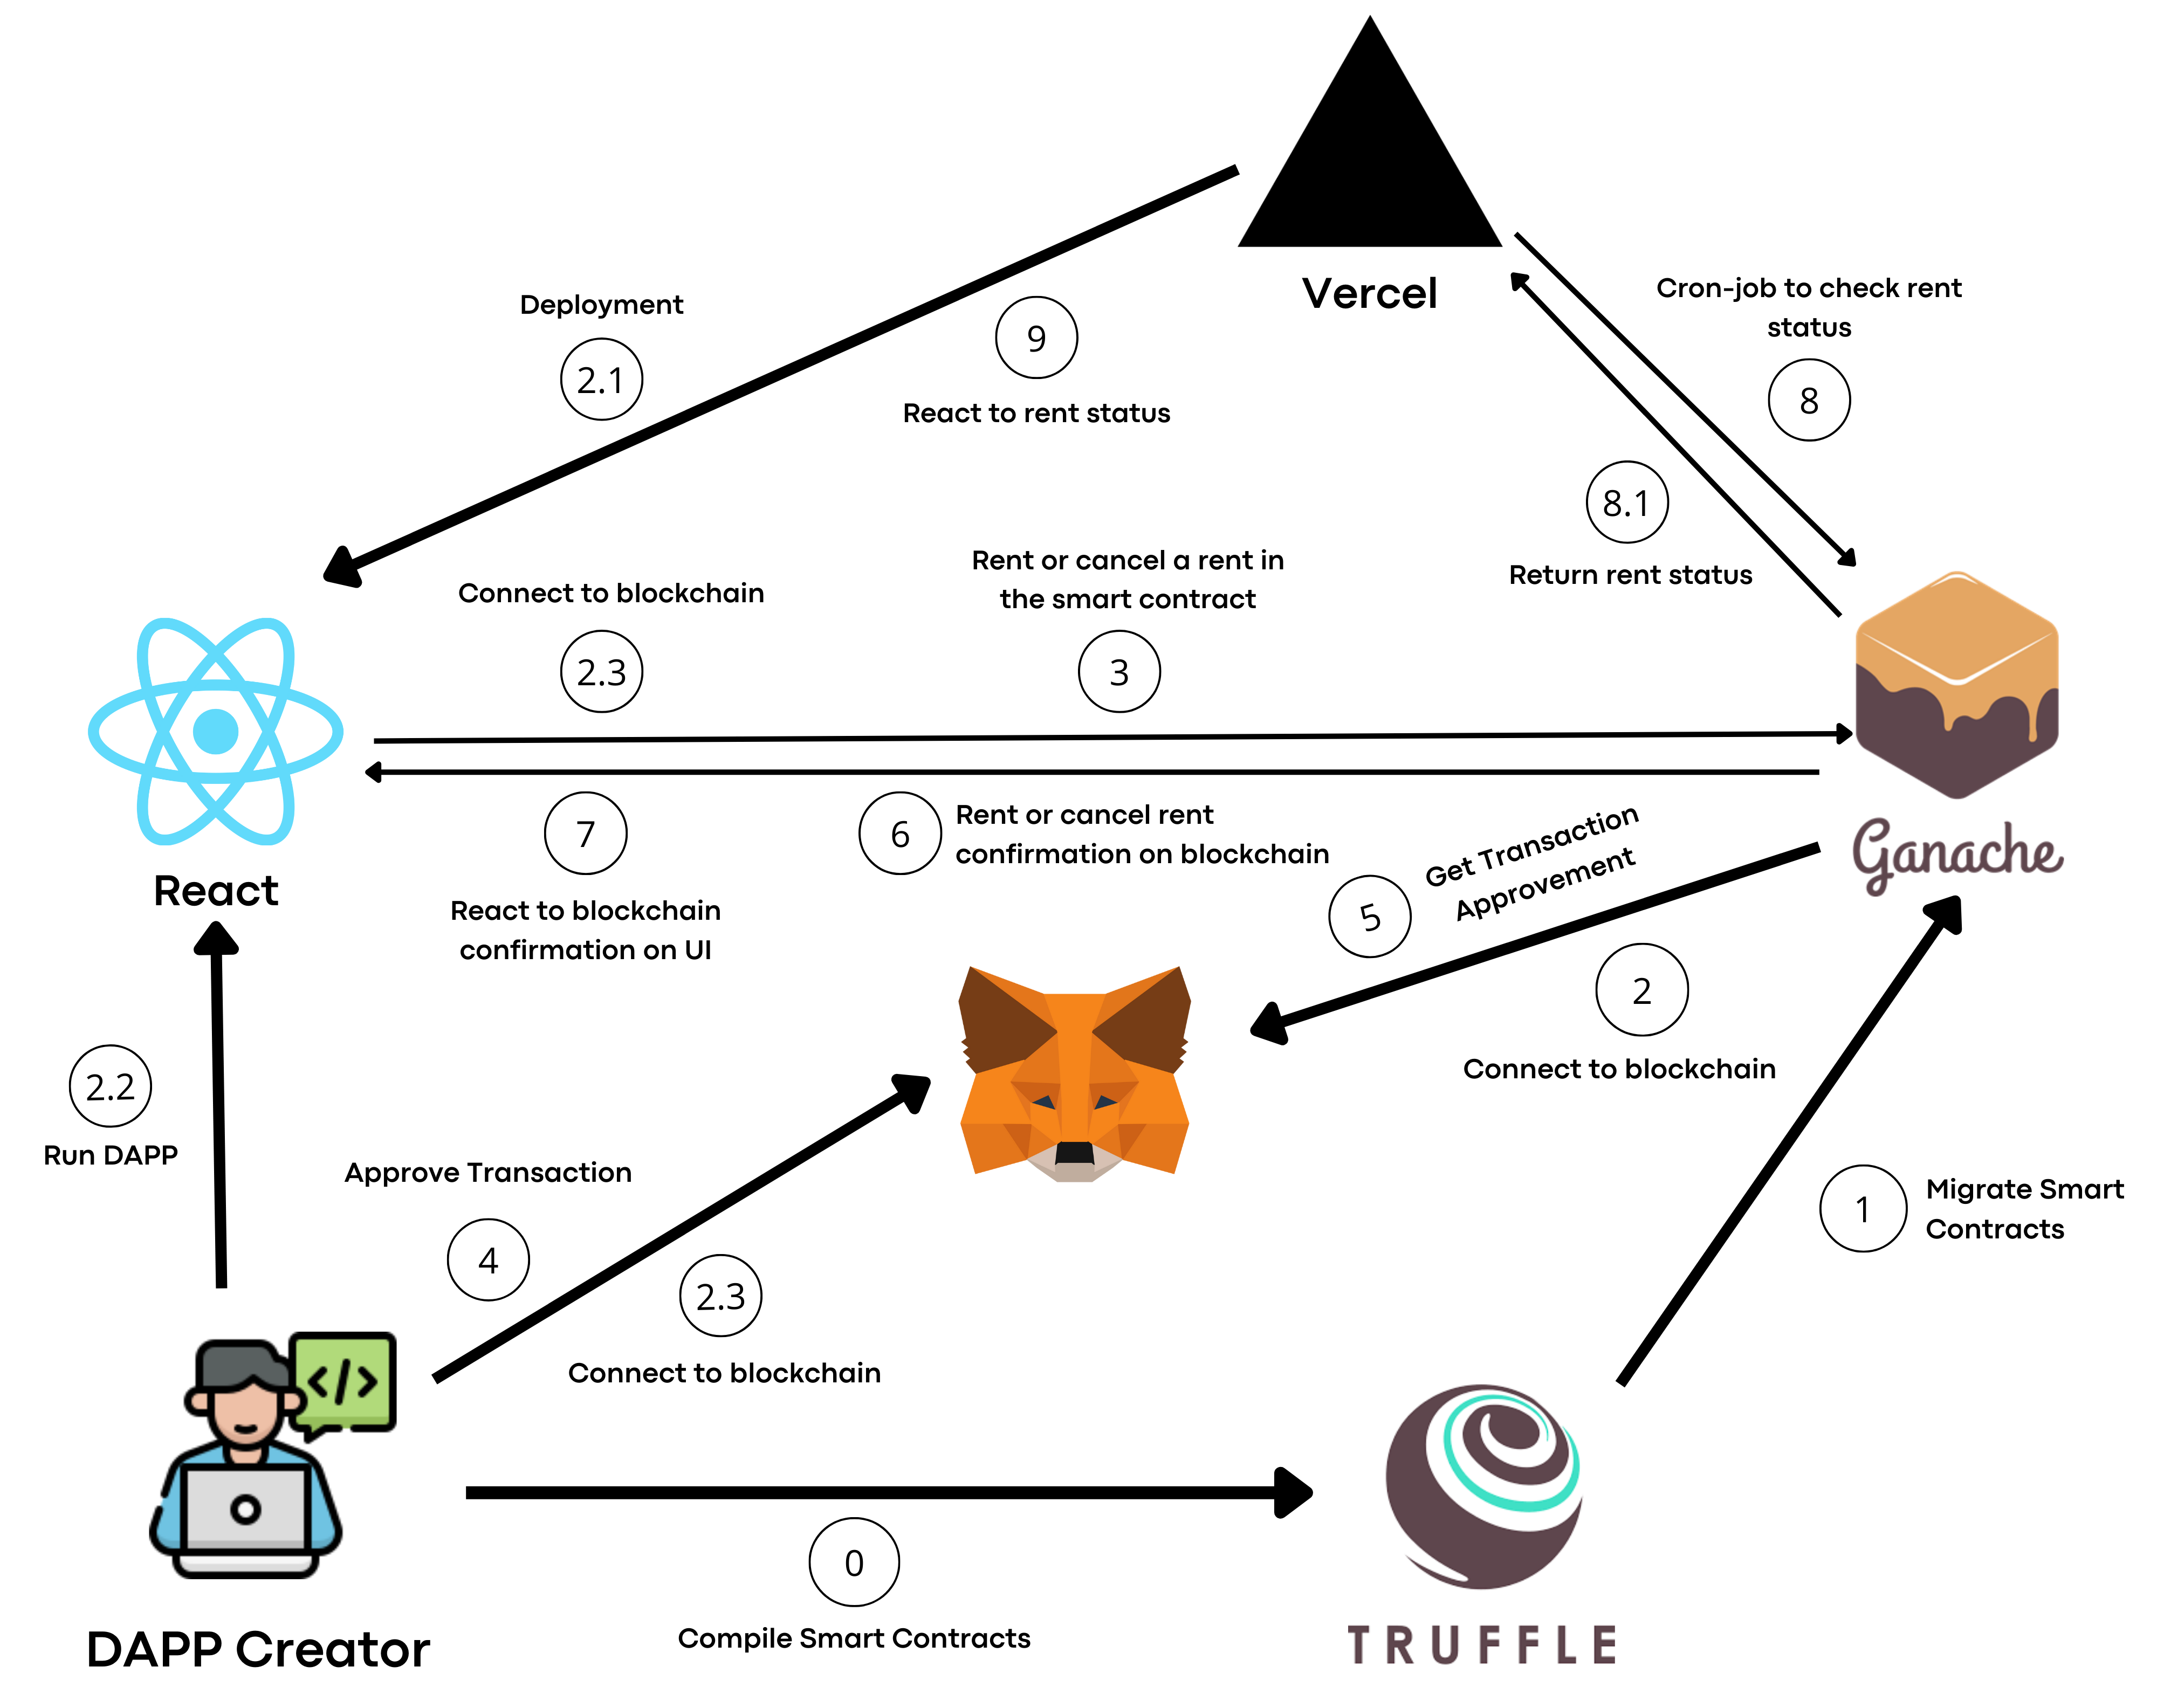 Vercel
Deployment
2.1
9
React to rent status
Cron-job to check rent
status
8
8.1
Return rent status
Connect to blockchain
2.3
Rent or cancel a rent in
the smart contract
3
React
7
React to blockchain
confirmation on UI
6
Rent or cancel rent
confirmation on blockchain
Ganache
5
Get Transaction
Approvement
2
Connect to blockchain
2.2
Run DAPP
Approve Transaction
4
2.3
Connect to blockchain
1
Migrate Smart
Contracts
</>
DAPP Creator
0
Compile Smart Contracts
TRUFFLE